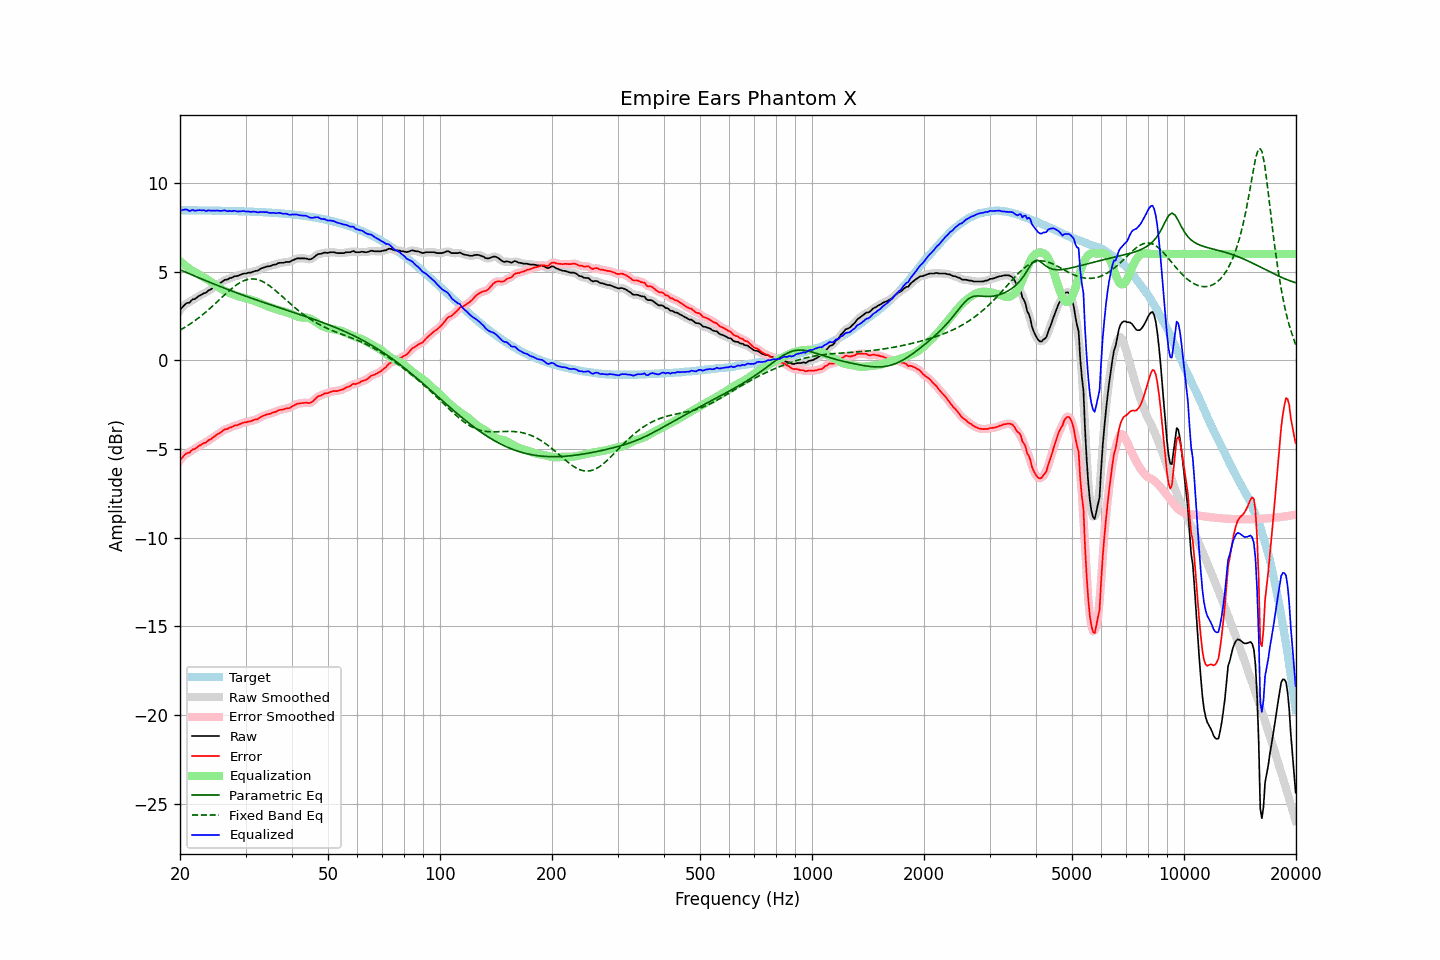 Empire Ears Phantom X
Amplitude (dBr)
10
5
0
−5
−10
−15
−20
−25
Target
Raw Smoothed
Error Smoothed
Raw
Error
Equalization
Parametric Eq
Fixed Band Eq
Equalized
20 50 100 200 500 1000 2000 5000 10000 20000
Frequency (Hz)